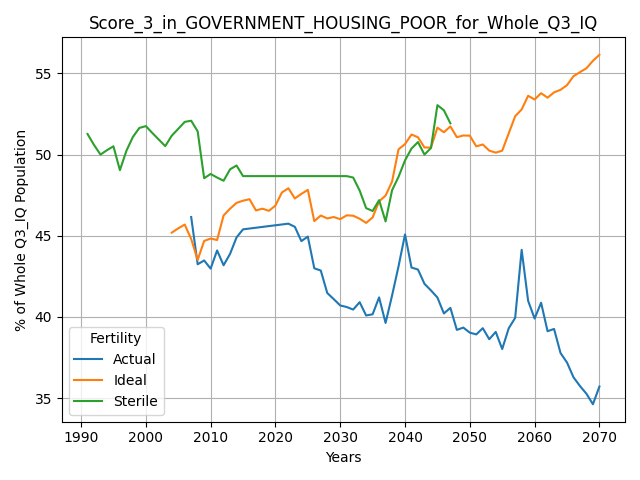 Score_3_in_GOVERNMENT_HOUSING_POOR_for_Whole_Q3_IQ
% of Whole Q3_IQ Population
55
50
45
40
35
Fertility
Actual
Ideal
Sterile
1990 2000 2010 2020 2030 2040 2050 2060 2070
Years